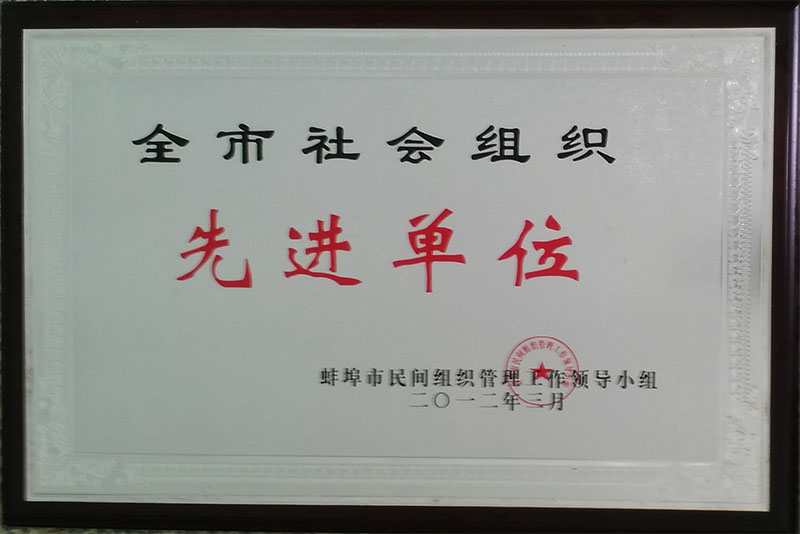 全市社会组织
先进单位
蚌埠市民间组织管理工作领导小组
二〇一二年三月